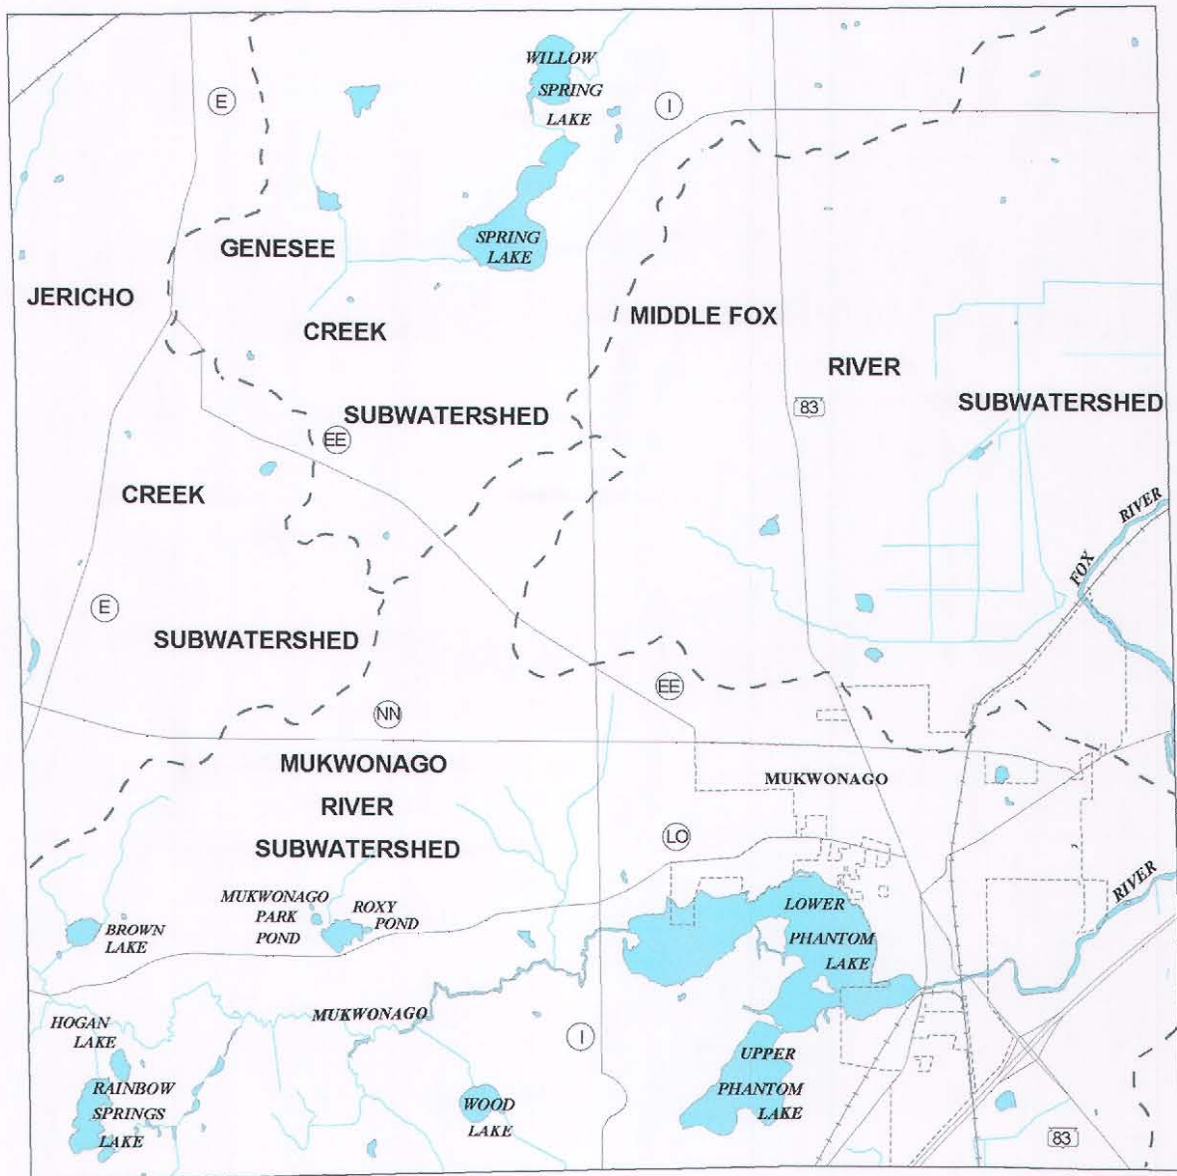 WILLOW
SPRING
LAKE
E
I
GENESEE
SPRING
LAKE
JERICHO
CREEK
MIDDLE FOX
RIVER
SUBWATERSHED
SUBWATERSHED
83
EE
CREEK
RIVER
FOX
E
SUBWATERSHED
EE
NN
MUKWONAGO
RIVER
SUBWATERSHED
MUKWONAGO
LO
MUKWONAGO
PARK
POND
ROXY
POND
LOWER
PHANTOM
LAKE
RIVER
BROWN
LAKE
MUKWONAGO
HOGAN
LAKE
I
RAINBOW
SPRINGS
LAKE
WOOD
LAKE
UPPER
PHANTOM
LAKE
83